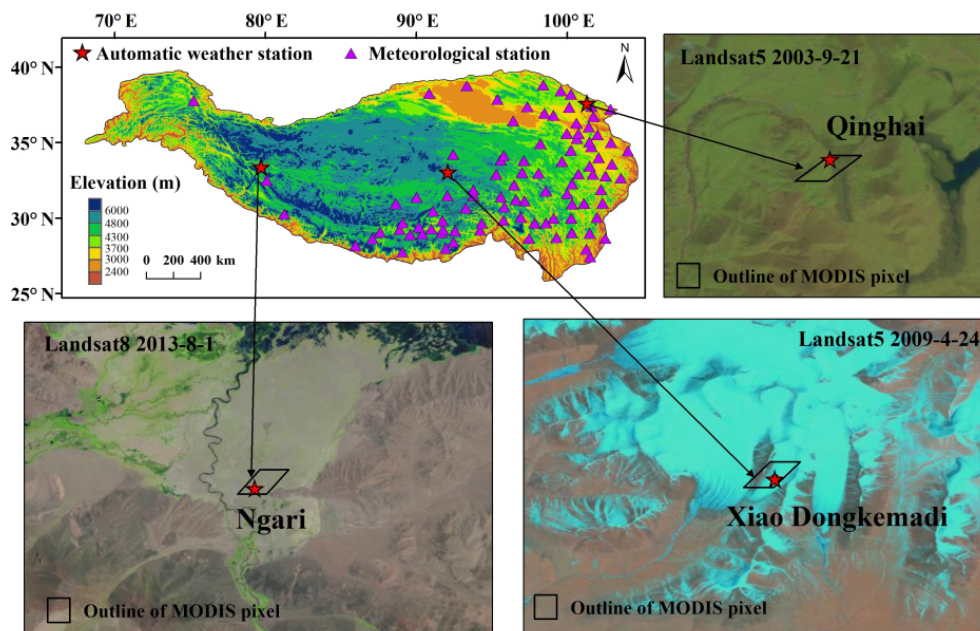 70° E 80° E 90° E 100° E
Automatic weather station Meteorological station
N
40° N
35° N
30° N
25° N
Elevation (m)
6000
4800
4300
3700
3000
2400
0 200 400 km
Landsat5 2003-9-21
Qinghai
Outline of MODIS pixel
Landsat8 2013-8-1
Ngari
Outline of MODIS pixel
Landsat5 2009-4-24
Xiao Dongkemadi
Outline of MODIS pixel